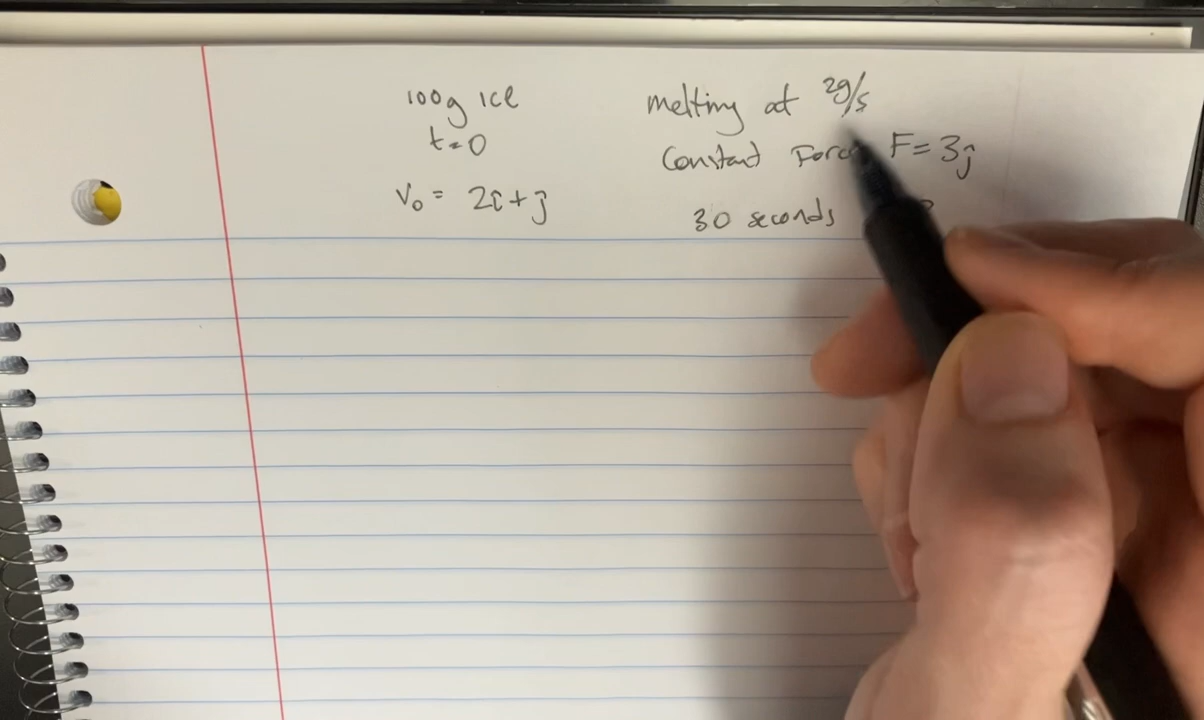 100g ice
t=0
V₀ = 2î+ĵ
melting at 2g/s
Constant Force F=3ĵ
30 seconds